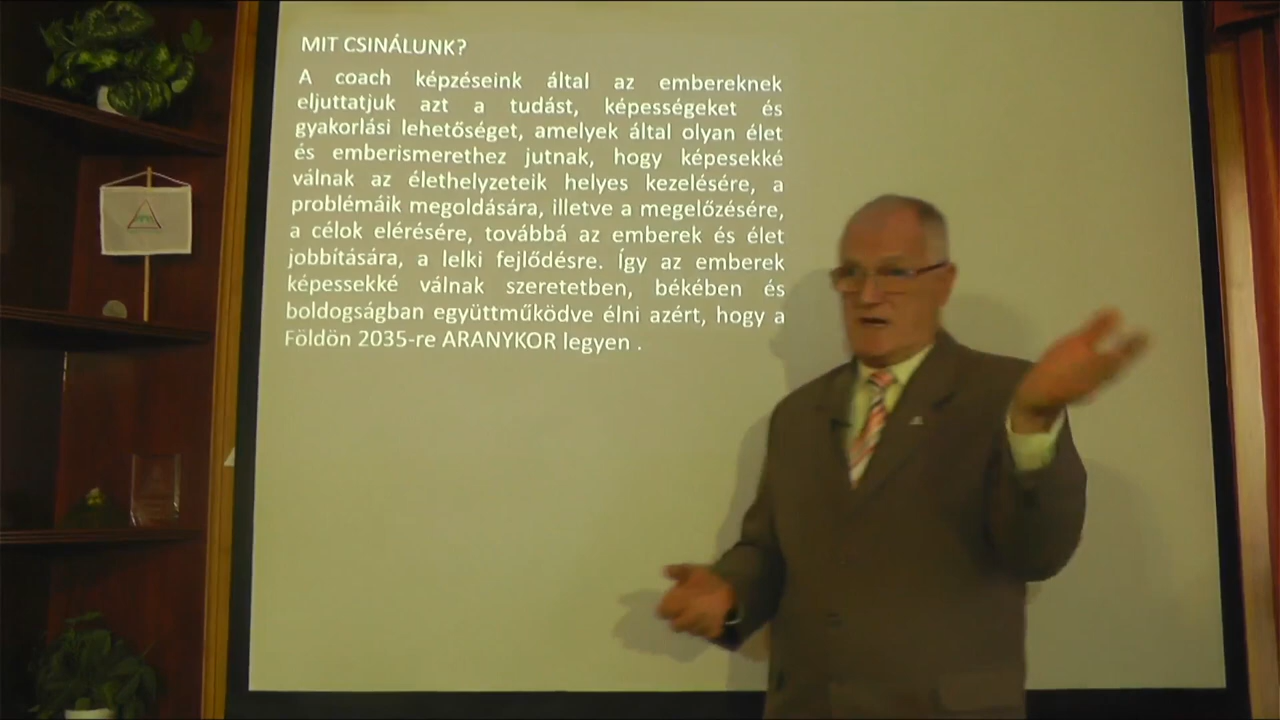 MIT CSINÁLUNK?
A coach képzéseink által az embereknek
eljuttatjuk azt a tudást, képességeket és
gyakorlási lehetőséget, amelyek által olyan élet
és emberismerethez jutnak, hogy képesekké
válnak az élethelyzeteik helyes kezelésére, a
problémáik megoldására, illetve a megelőzésére,
a célok elérésére, továbbá az emberek és élet
jobbítására, a lelki fejlődésre. Így az emberek
képessekké válnak szeretetben, békében és
boldogságban együttműködve élni azért, hogy a
Földön 2035-re ARANYKOR legyen .